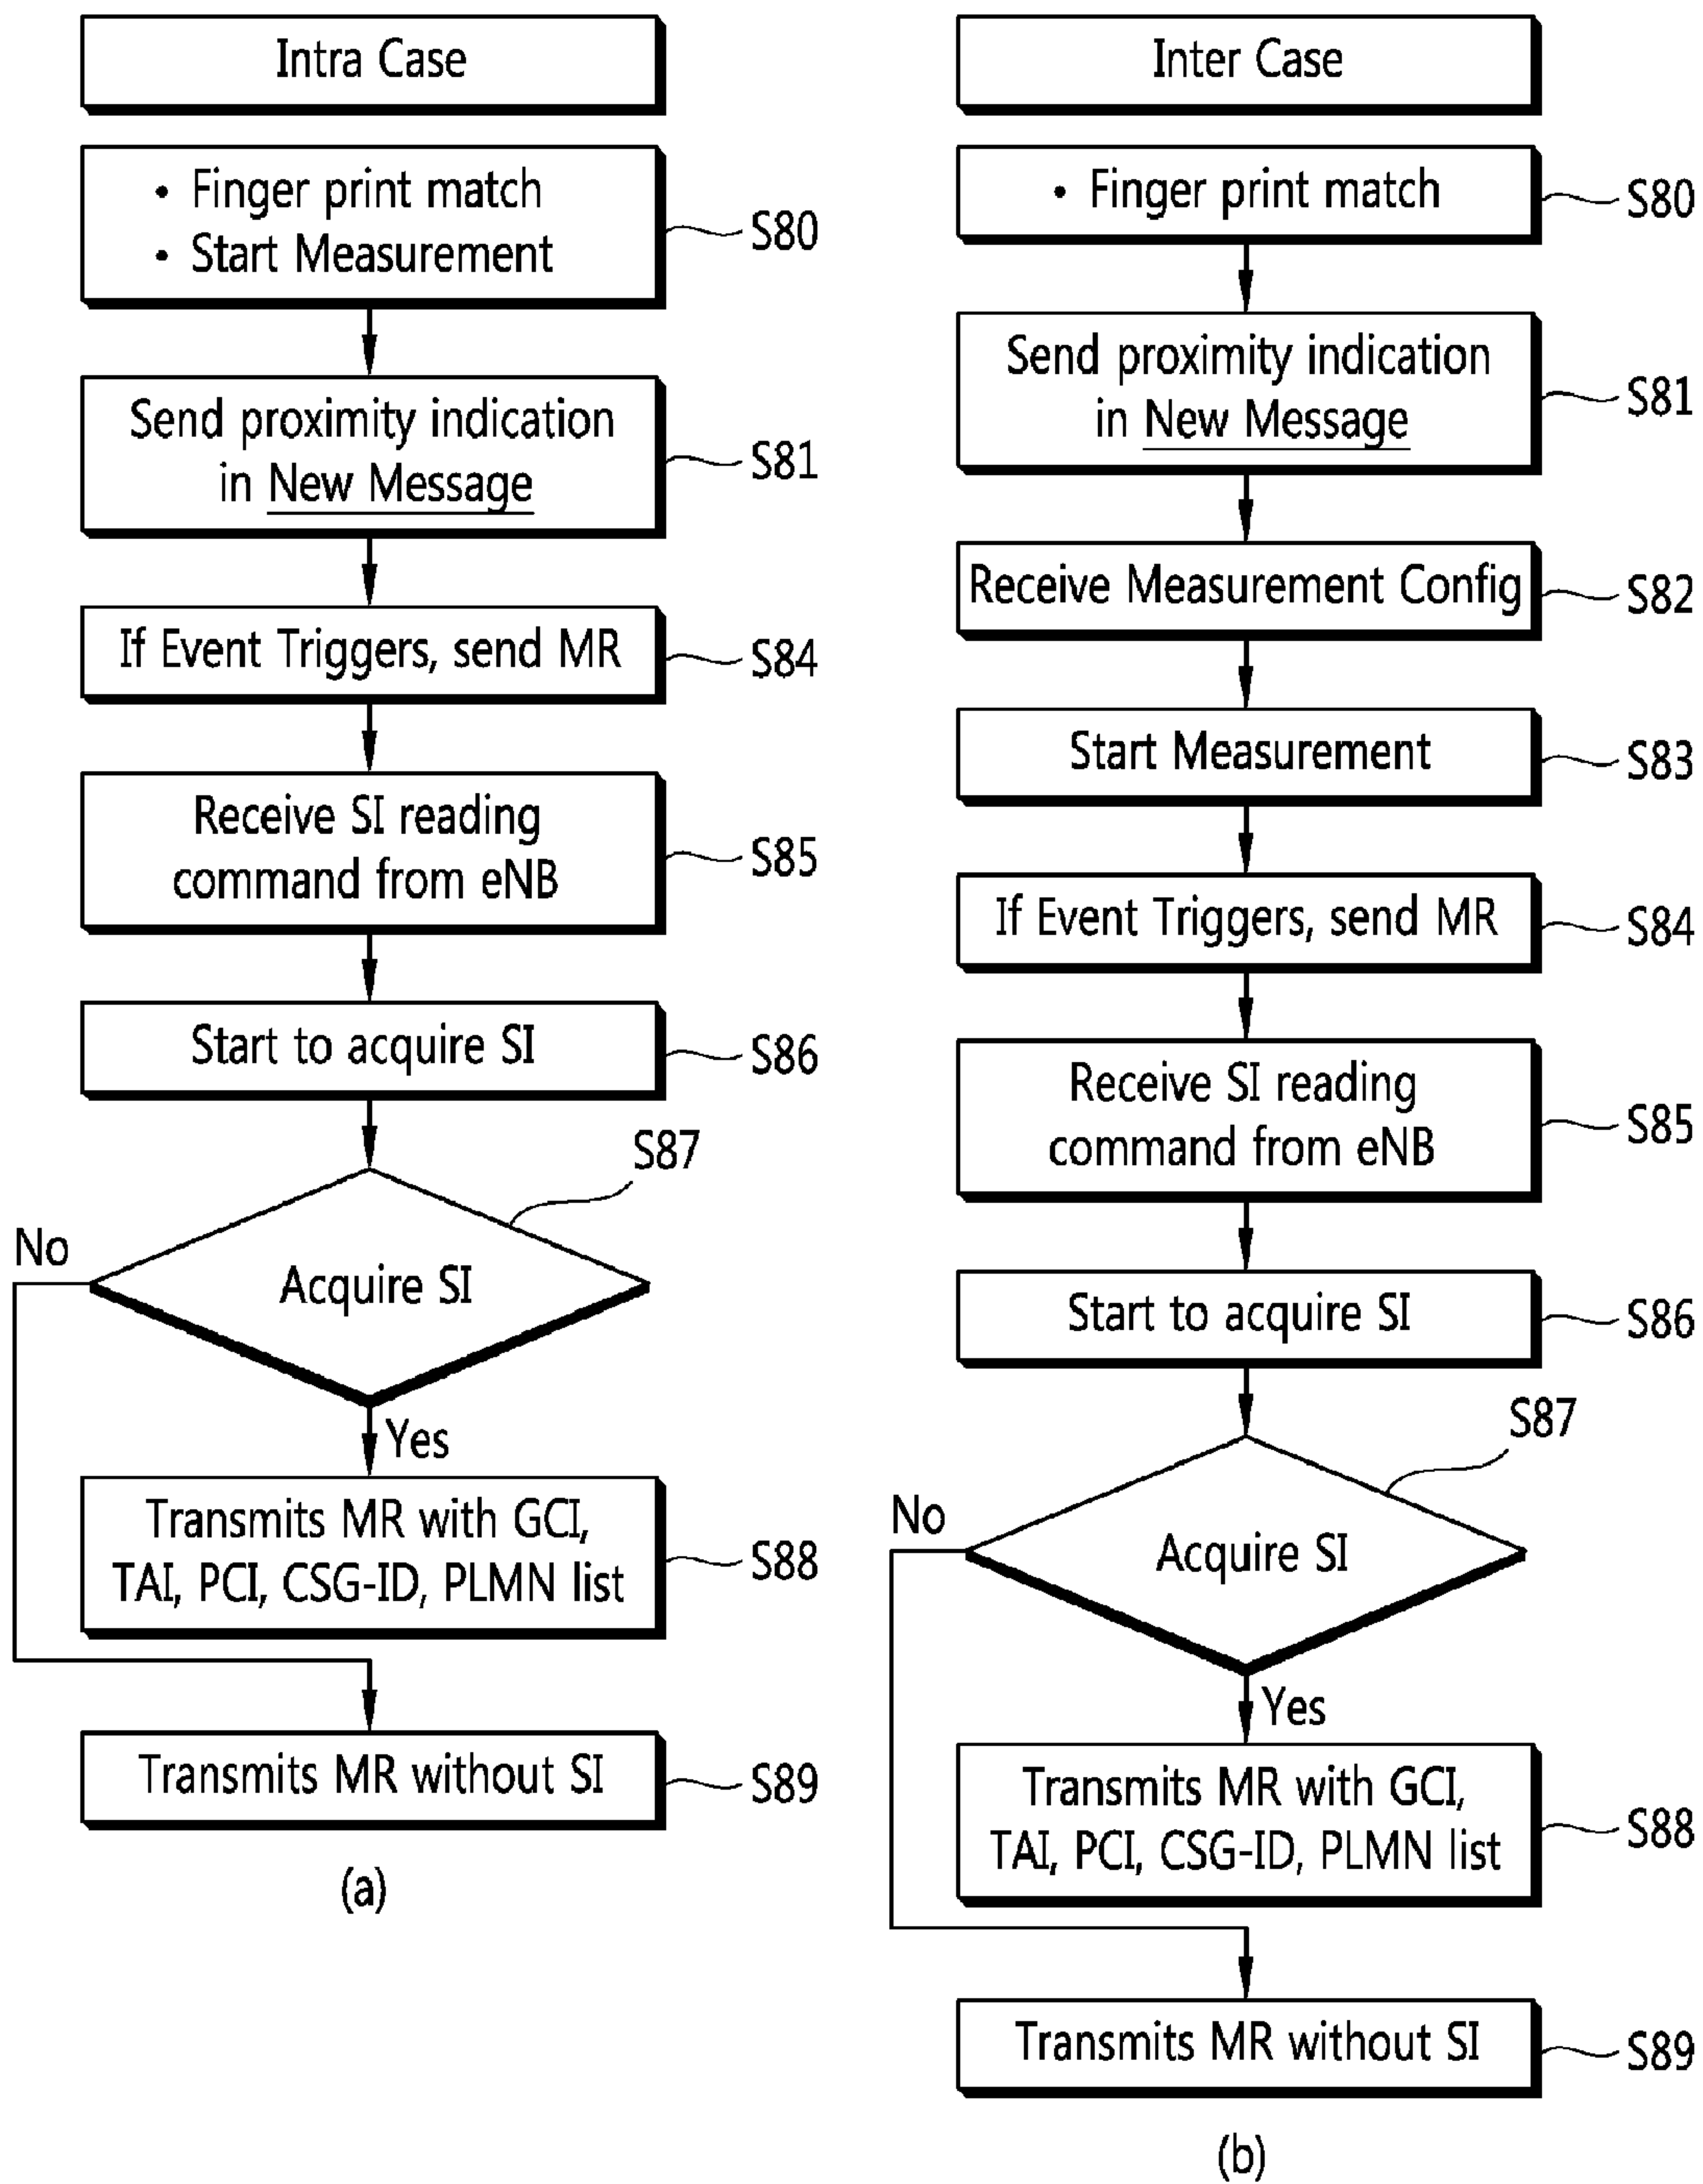 Intra Case
• Finger print match
• Start Measurement
S80
Send proximity indication
in New Message
S81
If Event Triggers, send MR
S84
Receive SI reading
command from eNB
S85
Start to acquire SI
S86
S87
No
Acquire SI
Yes
Transmits MR with GCI,
TAI, PCI, CSG-ID, PLMN list
S88
Transmits MR without SI
S89
(a)
Inter Case
• Finger print match
S80
Send proximity indication
in New Message
S81
Receive Measurement Config
S82
Start Measurement
S83
If Event Triggers, send MR
S84
Receive SI reading
command from eNB
S85
Start to acquire SI
S86
S87
No
Acquire SI
Yes
Transmits MR with GCI,
TAI, PCI, CSG-ID, PLMN list
S88
Transmits MR without SI
S89
(b)